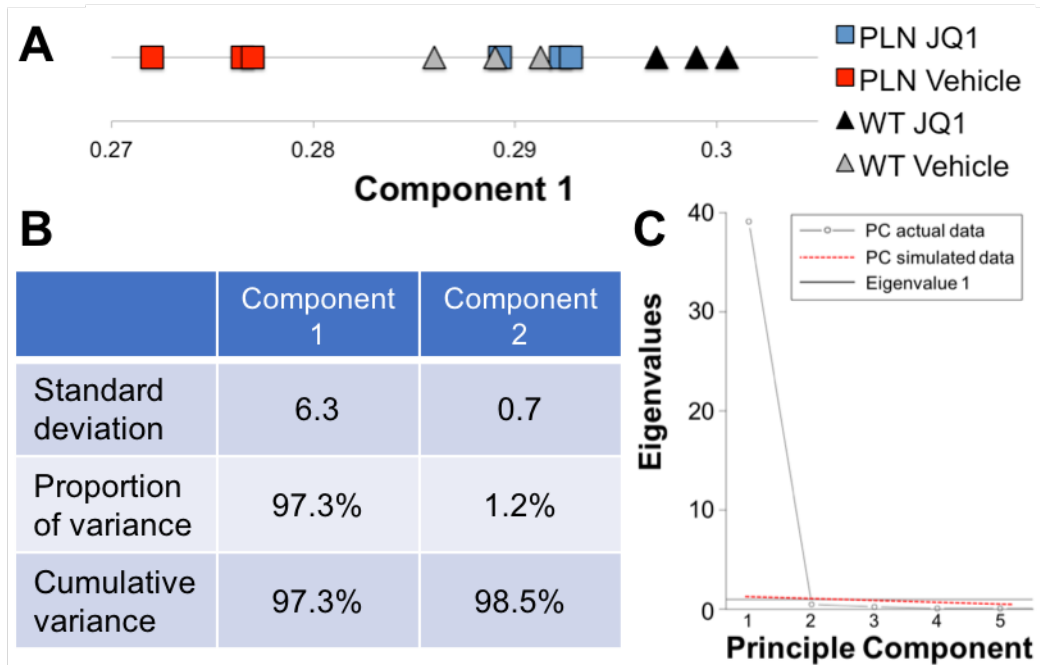 A
PLN JQ1
PLN Vehicle
WT JQ1
WT Vehicle
0.27
0.28
0.29
0.3
Component 1
B
Component
1
Component
2
Standard
deviation
6.3
0.7
Proportion
of variance
97.3%
1.2%
Cumulative
variance
97.3%
98.5%
C
Eigenvalues
40
30
20
10
0
PC actual data
PC simulated data
Eigenvalue 1
1
2
3
4
5
Principle Component